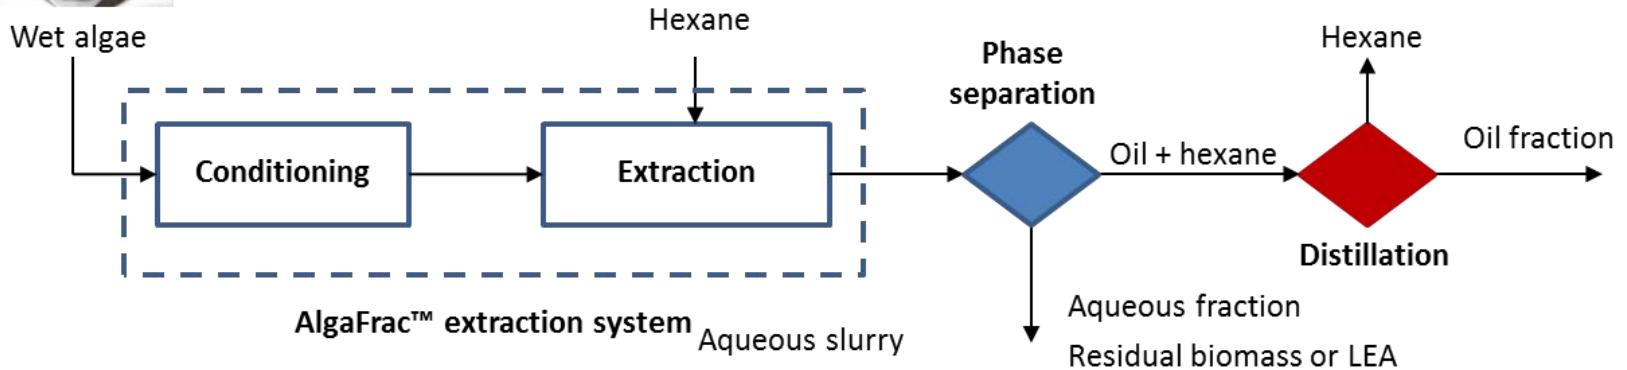 Wet algae
Hexane
Conditioning
Extraction
AlgaFrac™ extraction system
Aqueous slurry
Phase
separation
Oil + hexane
Aqueous fraction
Residual biomass or LEA
Hexane
Distillation
Oil fraction